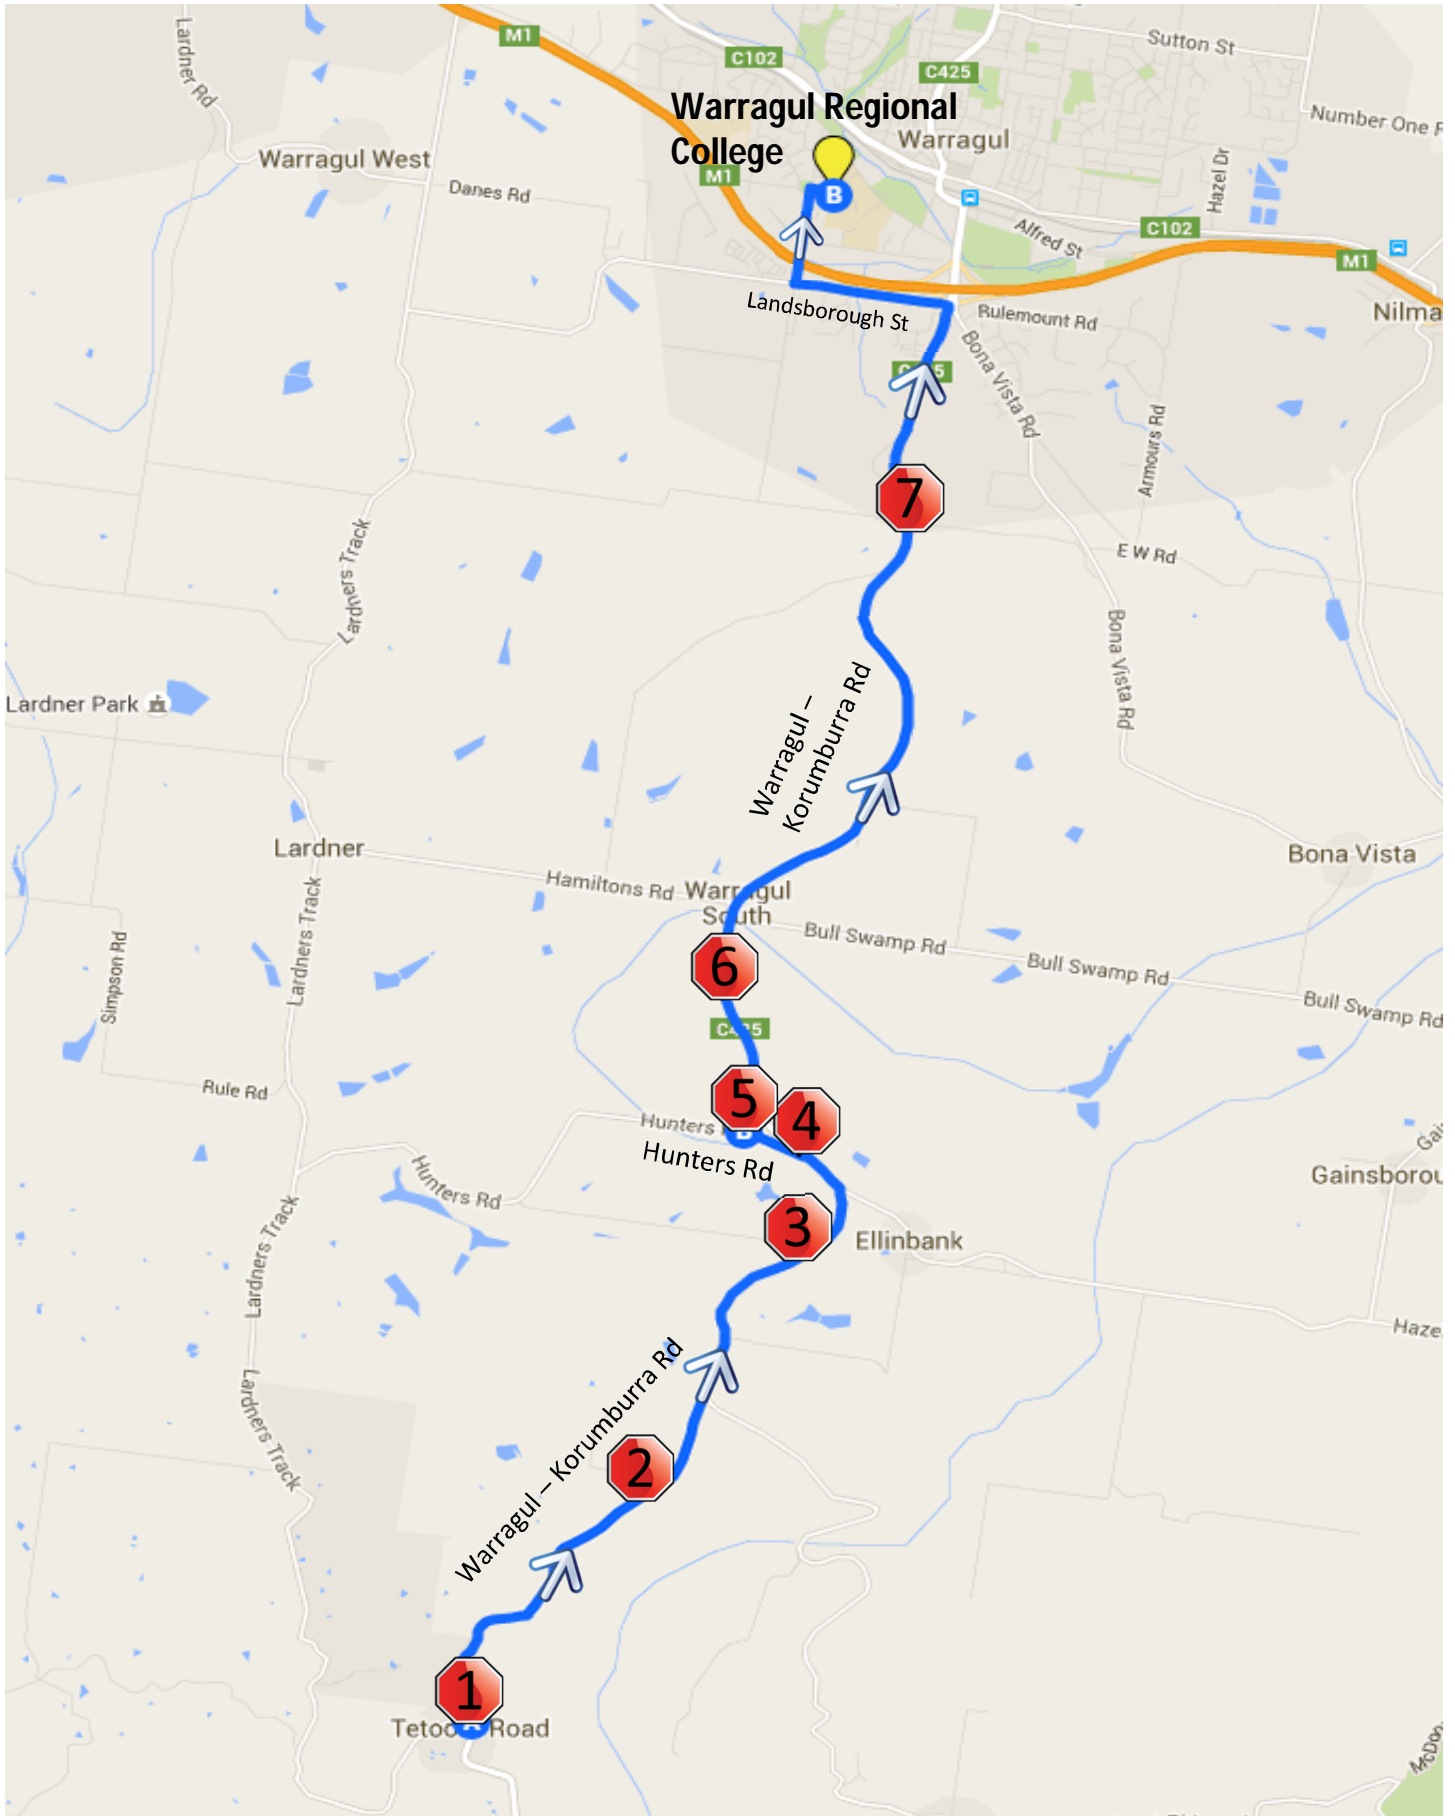 Lardner Rd
M1
C102
Sutton St
C425
Warragul Regional
College
Warragul
Number One
Warragul West
M1
Danes Rd
B
Hazel Dr
Alfred St
C102
M1
Landsborough St
Rulemount Rd
Nilma
Bona Vista Rd
Armours Rd
7
Lardners Track
E W Rd
Bona Vista Rd
Lardner Park
Warragul –
Korumburra Rd
Lardner
Bona Vista
Hamiltons Rd
Warragul
South
Bull Swamp Rd
Bull Swamp Rd
Bull Swamp Rd
Simpson Rd
Lardners Track
6
Rule Rd
5
4
Hunters
Hunters Rd
Hunters Rd
Lardners Track
3
Ellinbank
Warragul – Korumburra Rd
Lardners Track
2
1
Road